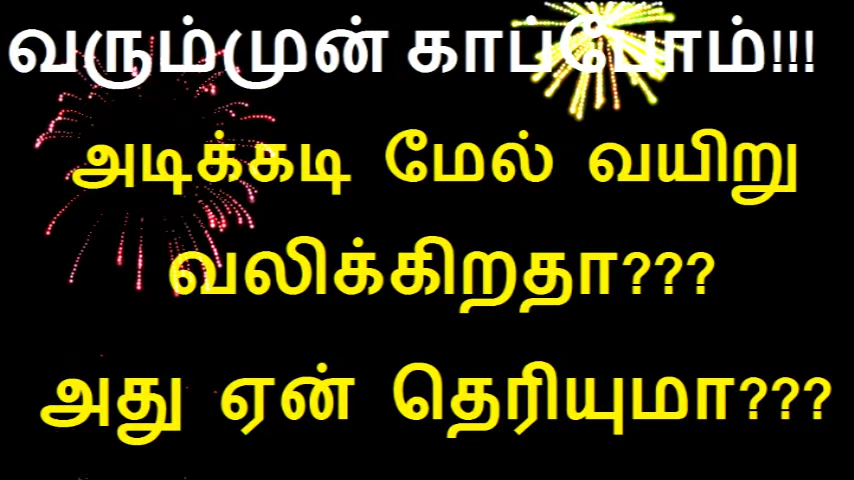 வரும்முன் காப்போம்!!!
அடிக்கடி மேல் வயிறு
வலிக்கிறதா???
அது ஏன் தெரியுமா???